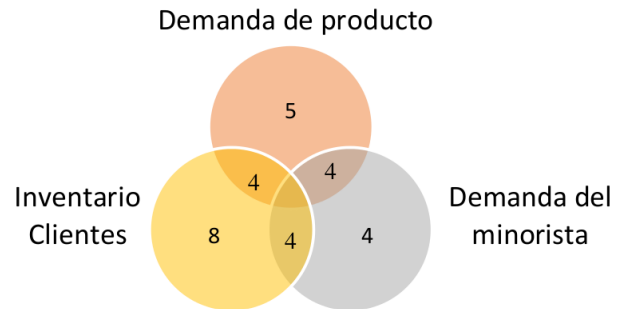 Demanda de producto
5
4
4
Inventario
Clientes
8
4
4
Demanda del
minorista